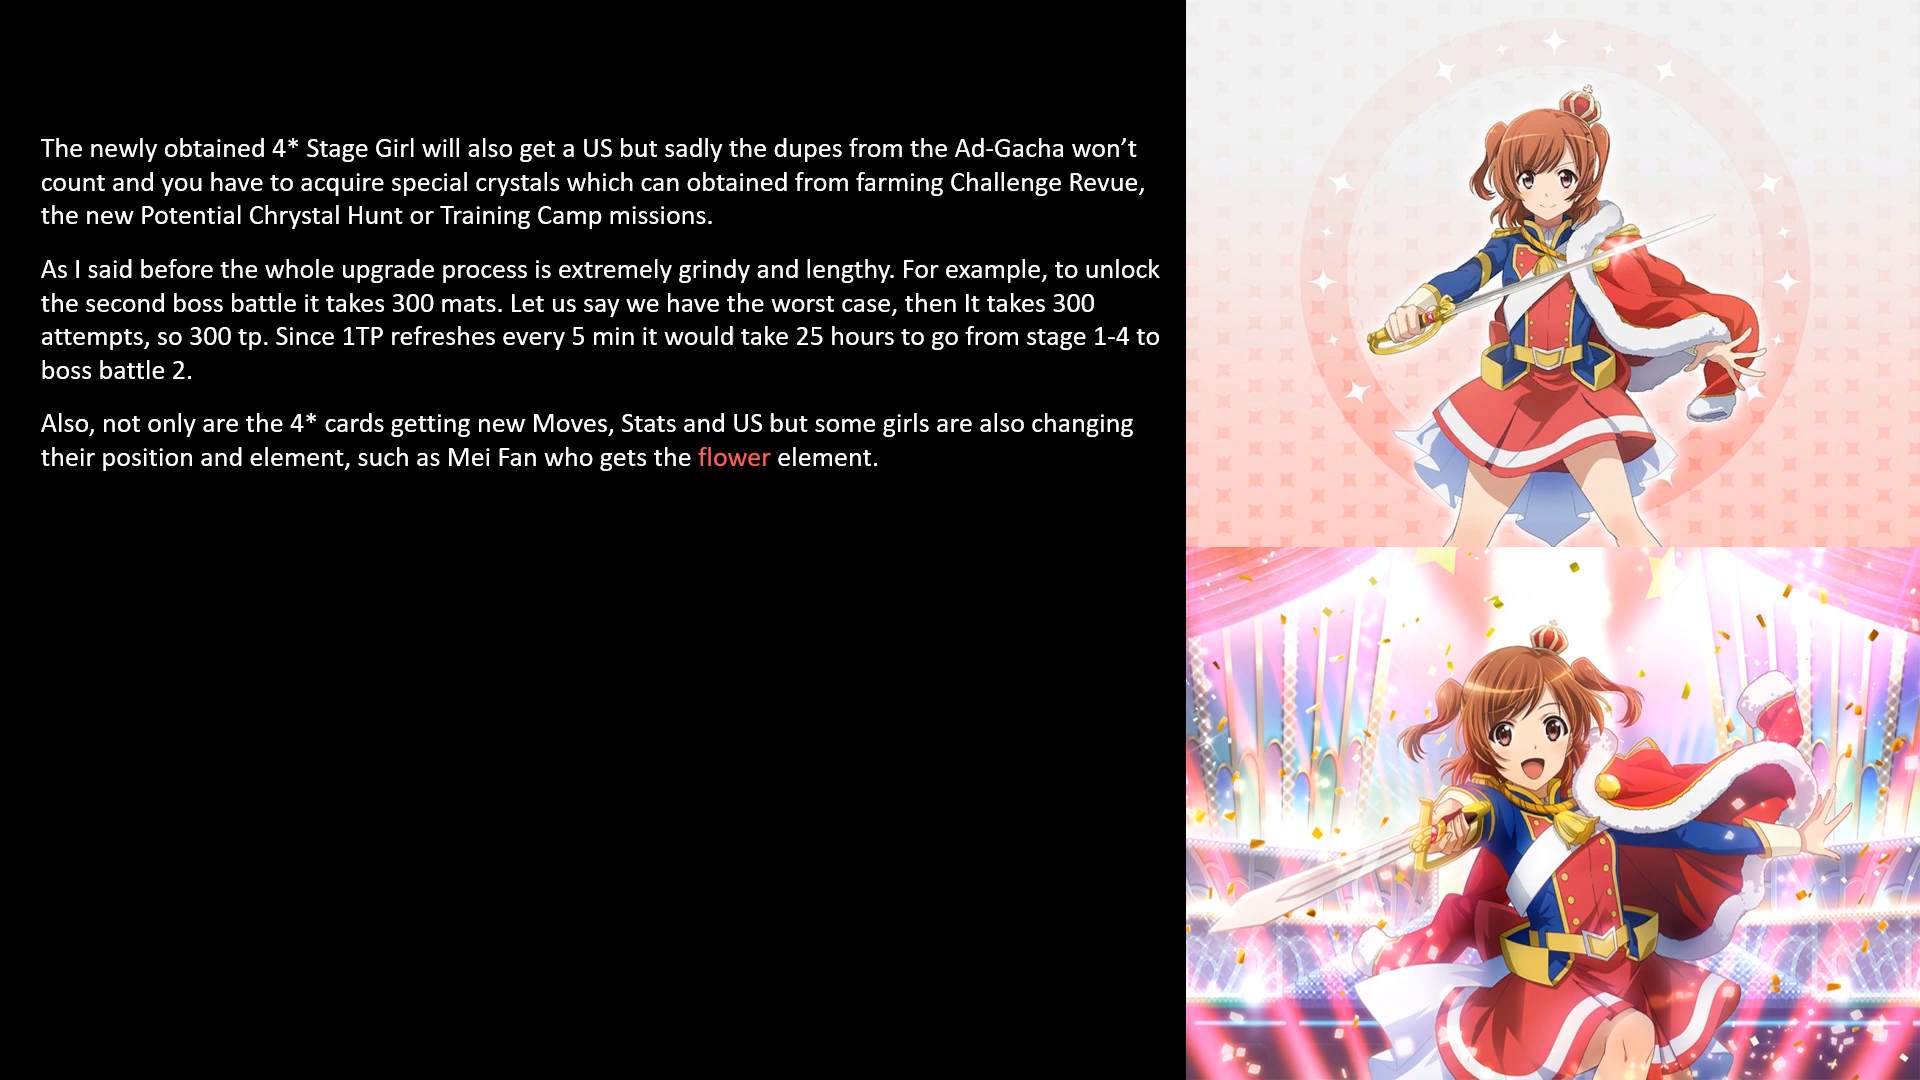 The newly obtained 4* Stage Girl will also get a US but sadly the dupes from the Ad-Gacha won’t
count and you have to acquire special crystals which can obtained from farming Challenge Revue,
the new Potential Chrystal Hunt or Training Camp missions.
As I said before the whole upgrade process is extremely grindy and lengthy. For example, to unlock
the second boss battle it takes 300 mats. Let us say we have the worst case, then It takes 300
attempts, so 300 tp. Since 1TP refreshes every 5 min it would take 25 hours to go from stage 1-4 to
boss battle 2.
Also, not only are the 4* cards getting new Moves, Stats and US but some girls are also changing
their position and element, such as Mei Fan who gets the flower element.